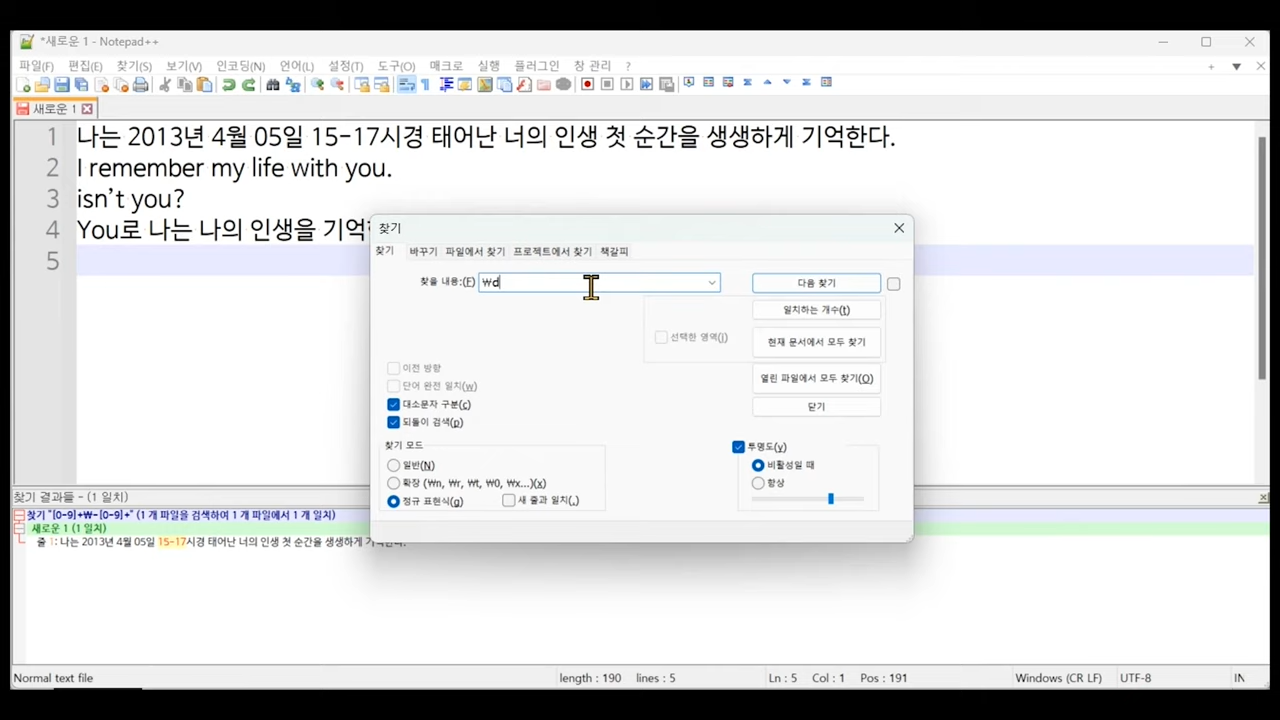 *새로운 1 - Notepad++
파일(F) 편집(E) 찾기(S) 보기(V) 인코딩(N) 언어(L) 설정(T) 도구(O) 매크로 실행 플러그인 창 관리 ?
새로운 1
1 나는 2013년 4월 05일 15-17시경 태어난 너의 인생 첫 순간을 생생하게 기억한다.
2 I remember my life with you.
3 isn't you?
4 You로 나는 나의 인생을 기억
5
찾기
찾기 바꾸기 파일에서 찾기 프로젝트에서 찾기 책갈피
찾을 내용:(F) ₩d 다음 찾기
일치하는 개수(t)
선택한 영역(I)
현재 문서에서 모두 찾기
이전 방향
열린 파일에서 모두 찾기(O)
단어 완전 일치(w)
대소문자 구분(c)
닫기
되돌이 검색(p)
찾기 모드
투명도(y)
일반(N)
비활성일 때
확장 (₩n, ₩r, ₩t, ₩0, ₩x...)(x)
항상
정규 표현식(g) 새 줄과 일치(,)
찾기 결과들 - (1 일치)
찾기 "[0-9]+₩-[0-9]+" (1 개 파일을 검색하여 1 개 파일에서 1 개 일치)
새로운 1 (1 일치)
줄 1: 나는 2013년 4월 05일 15-17시경 태어난 너의 인생 첫 순간을 생생하게 기억한다.
Normal text file length : 190 lines : 5 Ln : 5 Col : 1 Pos : 191 Windows (CR LF) UTF-8 IN